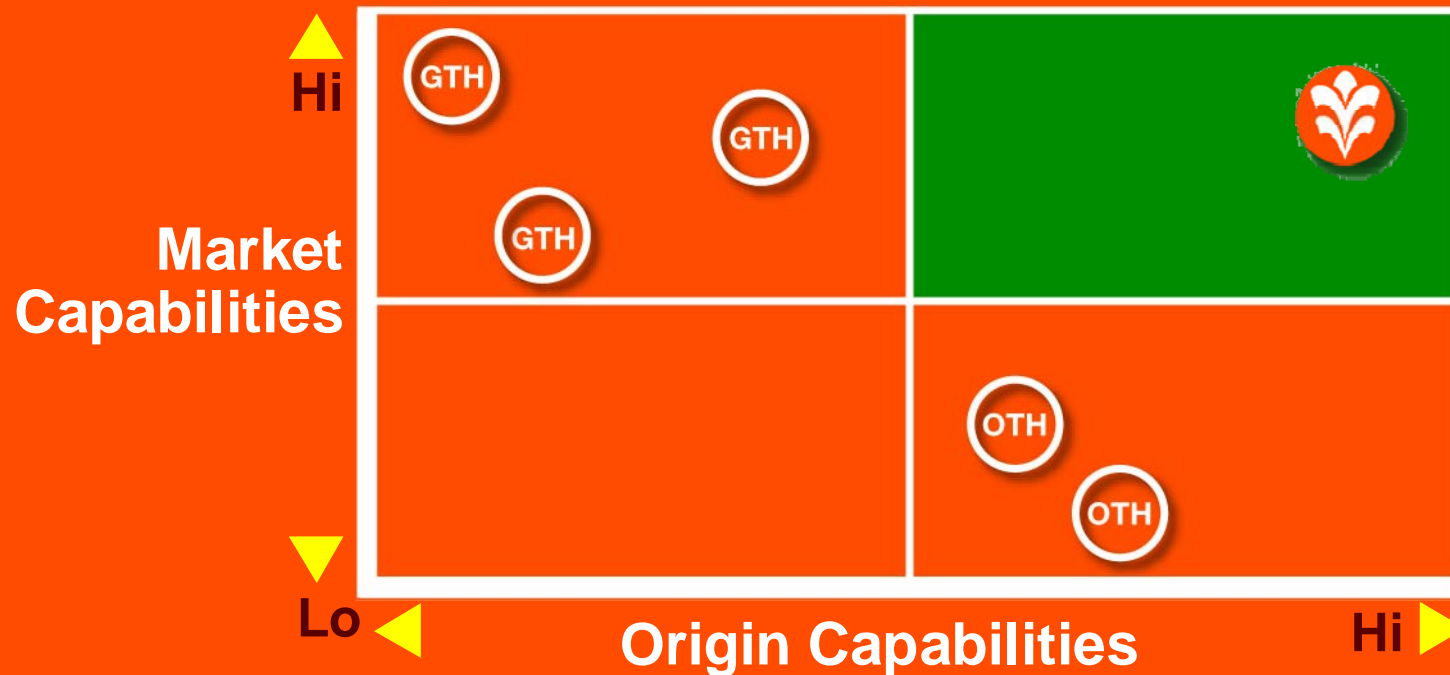 Hi
GTH
GTH
GTH
Market
Capabilities
OTH
OTH
Lo
Origin Capabilities
Hi